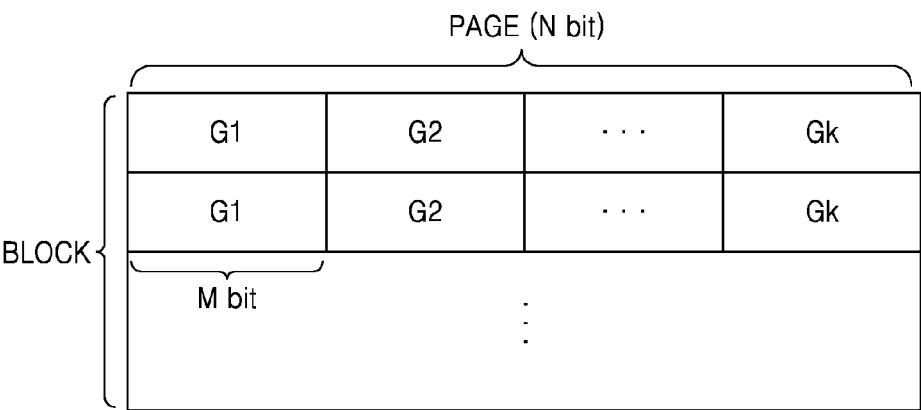 PAGE (N bit)
G1 G2 · · · Gk
G1 G2 · · · Gk
BLOCK
M bit
⋮